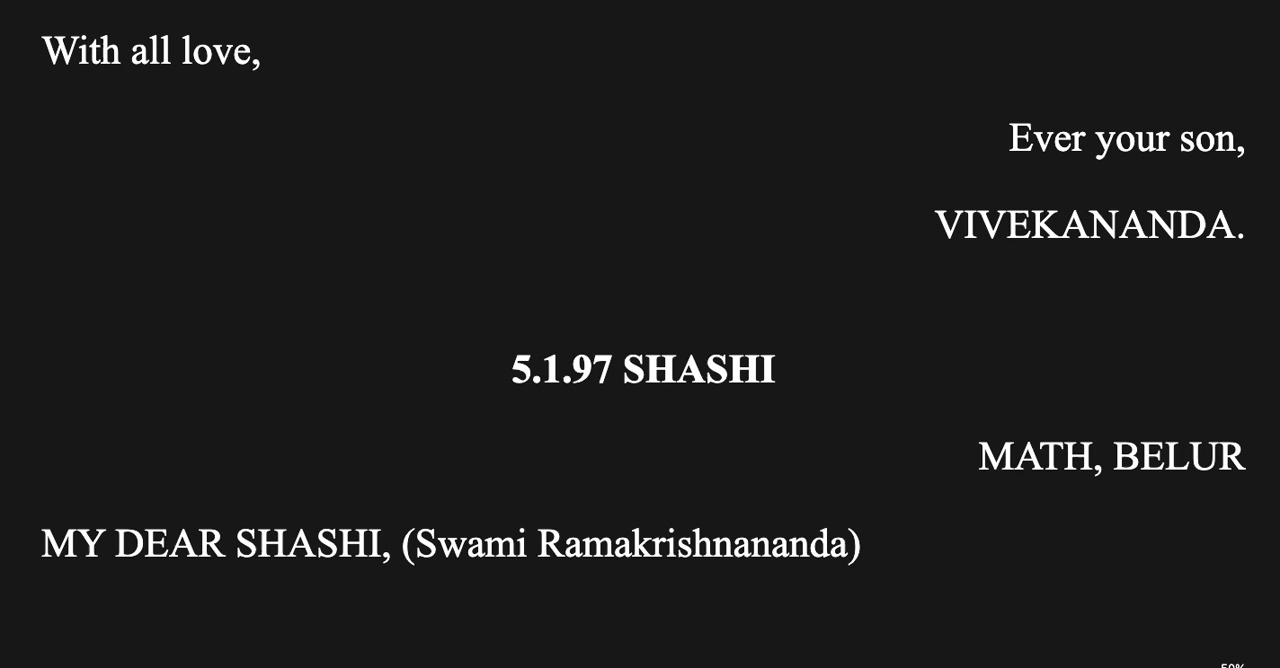 With all love,
Ever your son,
VIVEKANANDA.
5.1.97 SHASHI
MATH, BELUR
MY DEAR SHASHI, (Swami Ramakrishnananda)